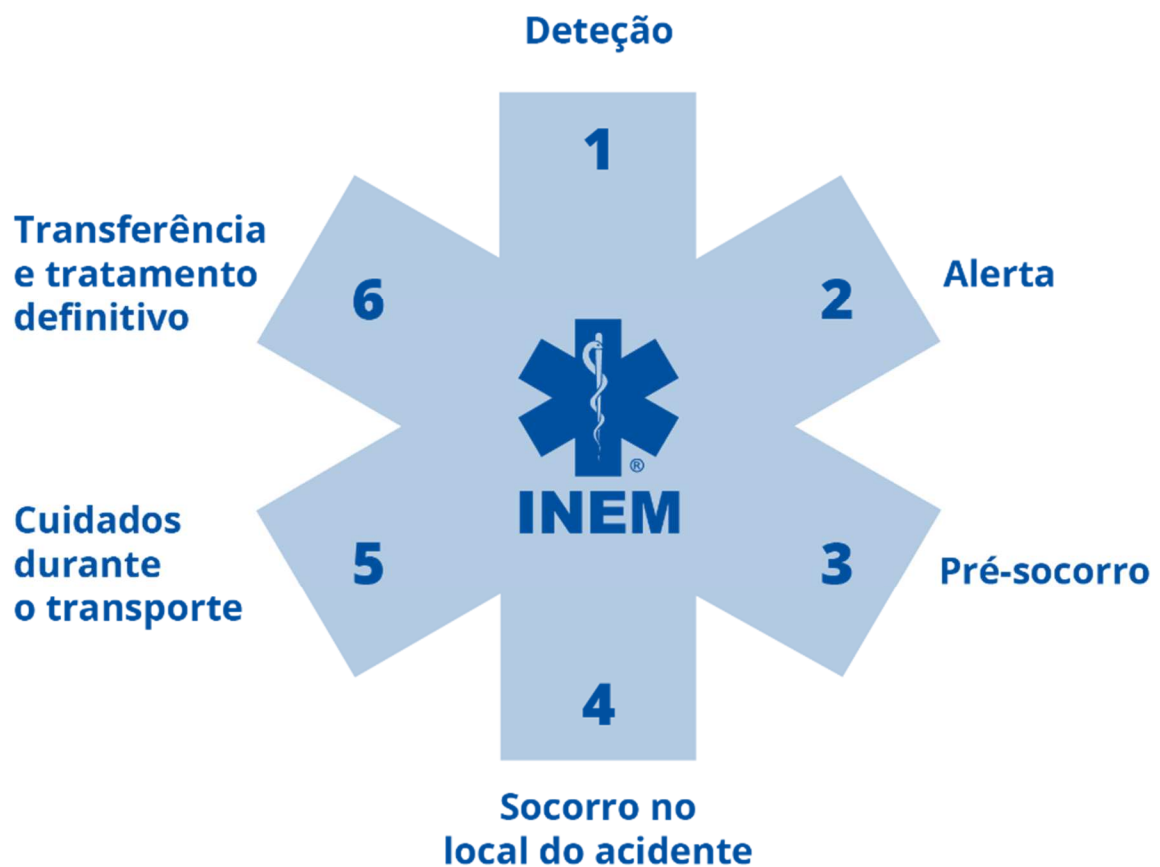 Deteção
1
2
Alerta
3
Pré-socorro
4
Socorro no
local do acidente
5
Cuidados
durante
o transporte
6
Transferência
e tratamento
definitivo
®
INEM